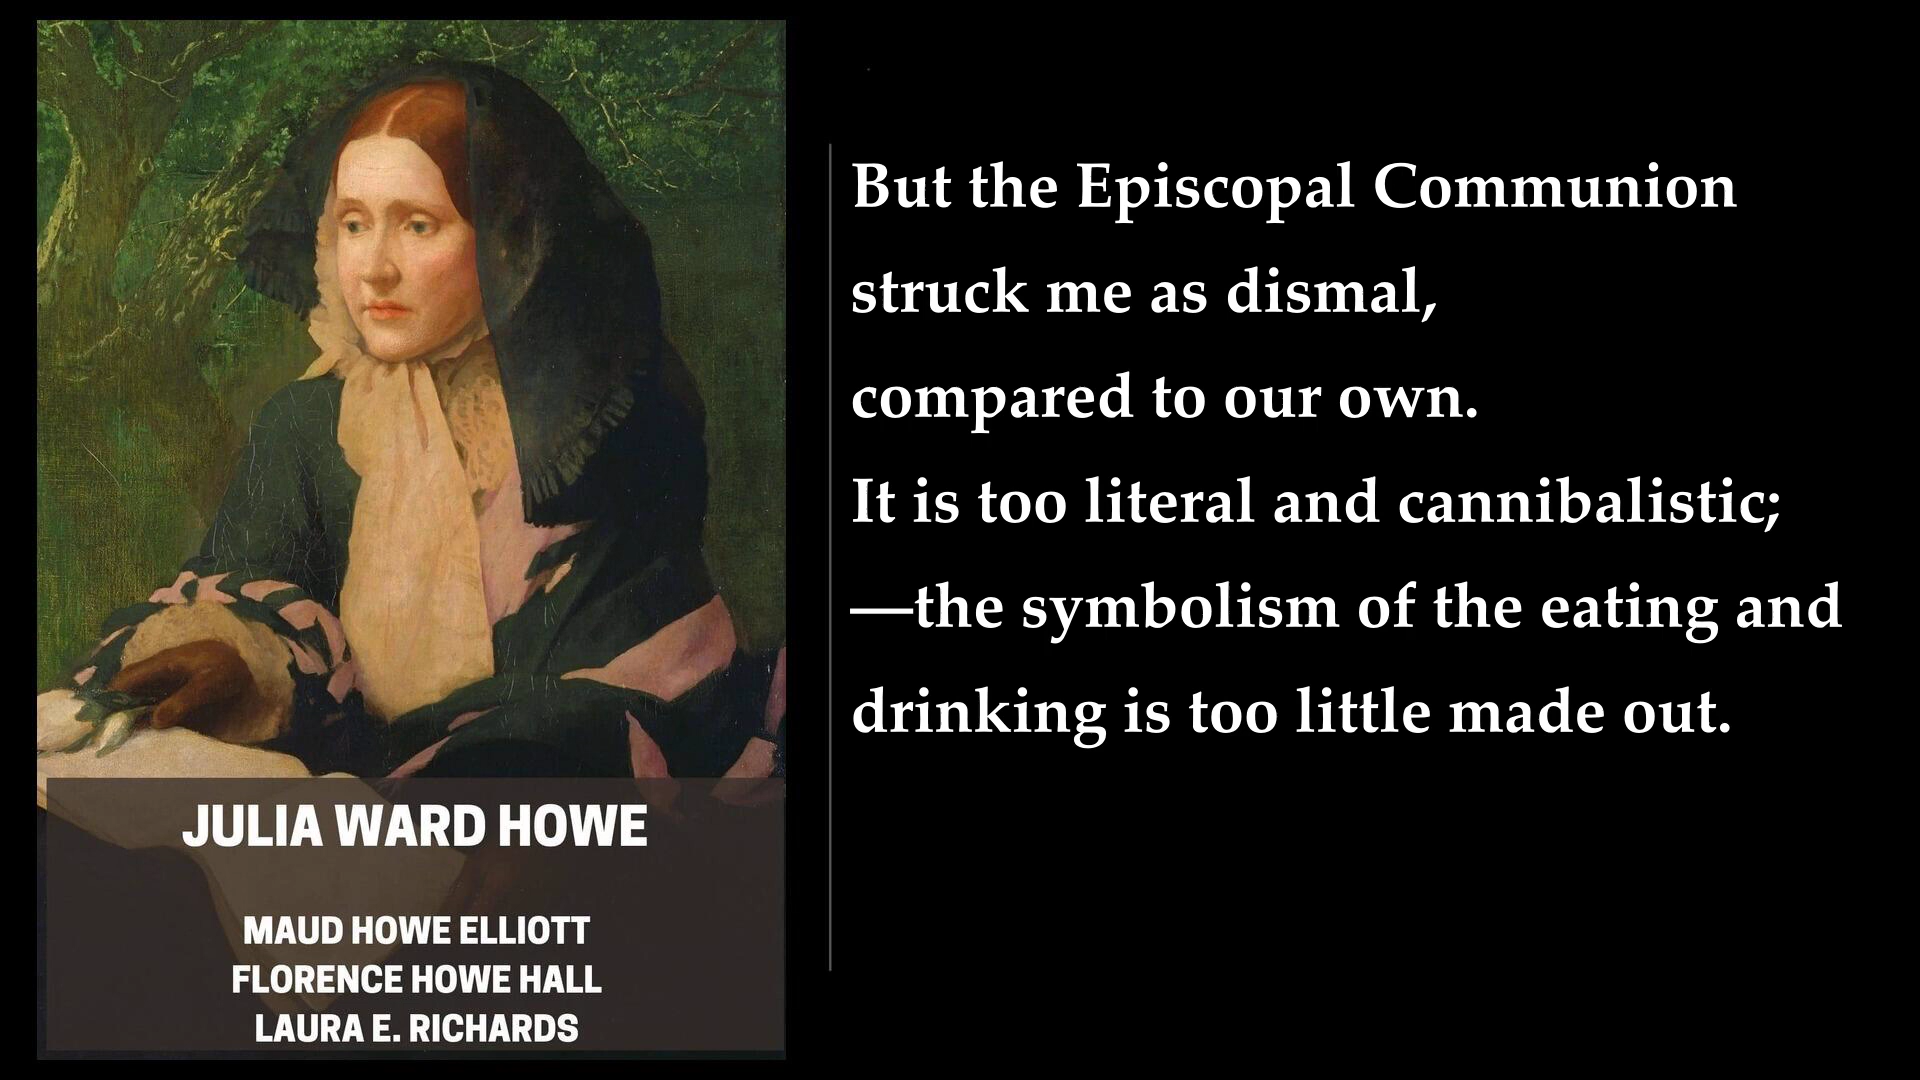 But the Episcopal Communion
struck me as dismal,
compared to our own.
It is too literal and cannibalistic;
—the symbolism of the eating and
drinking is too little made out.
JULIA WARD HOWE
MAUD HOWE ELLIOTT
FLORENCE HOWE HALL
LAURA E. RICHARDS